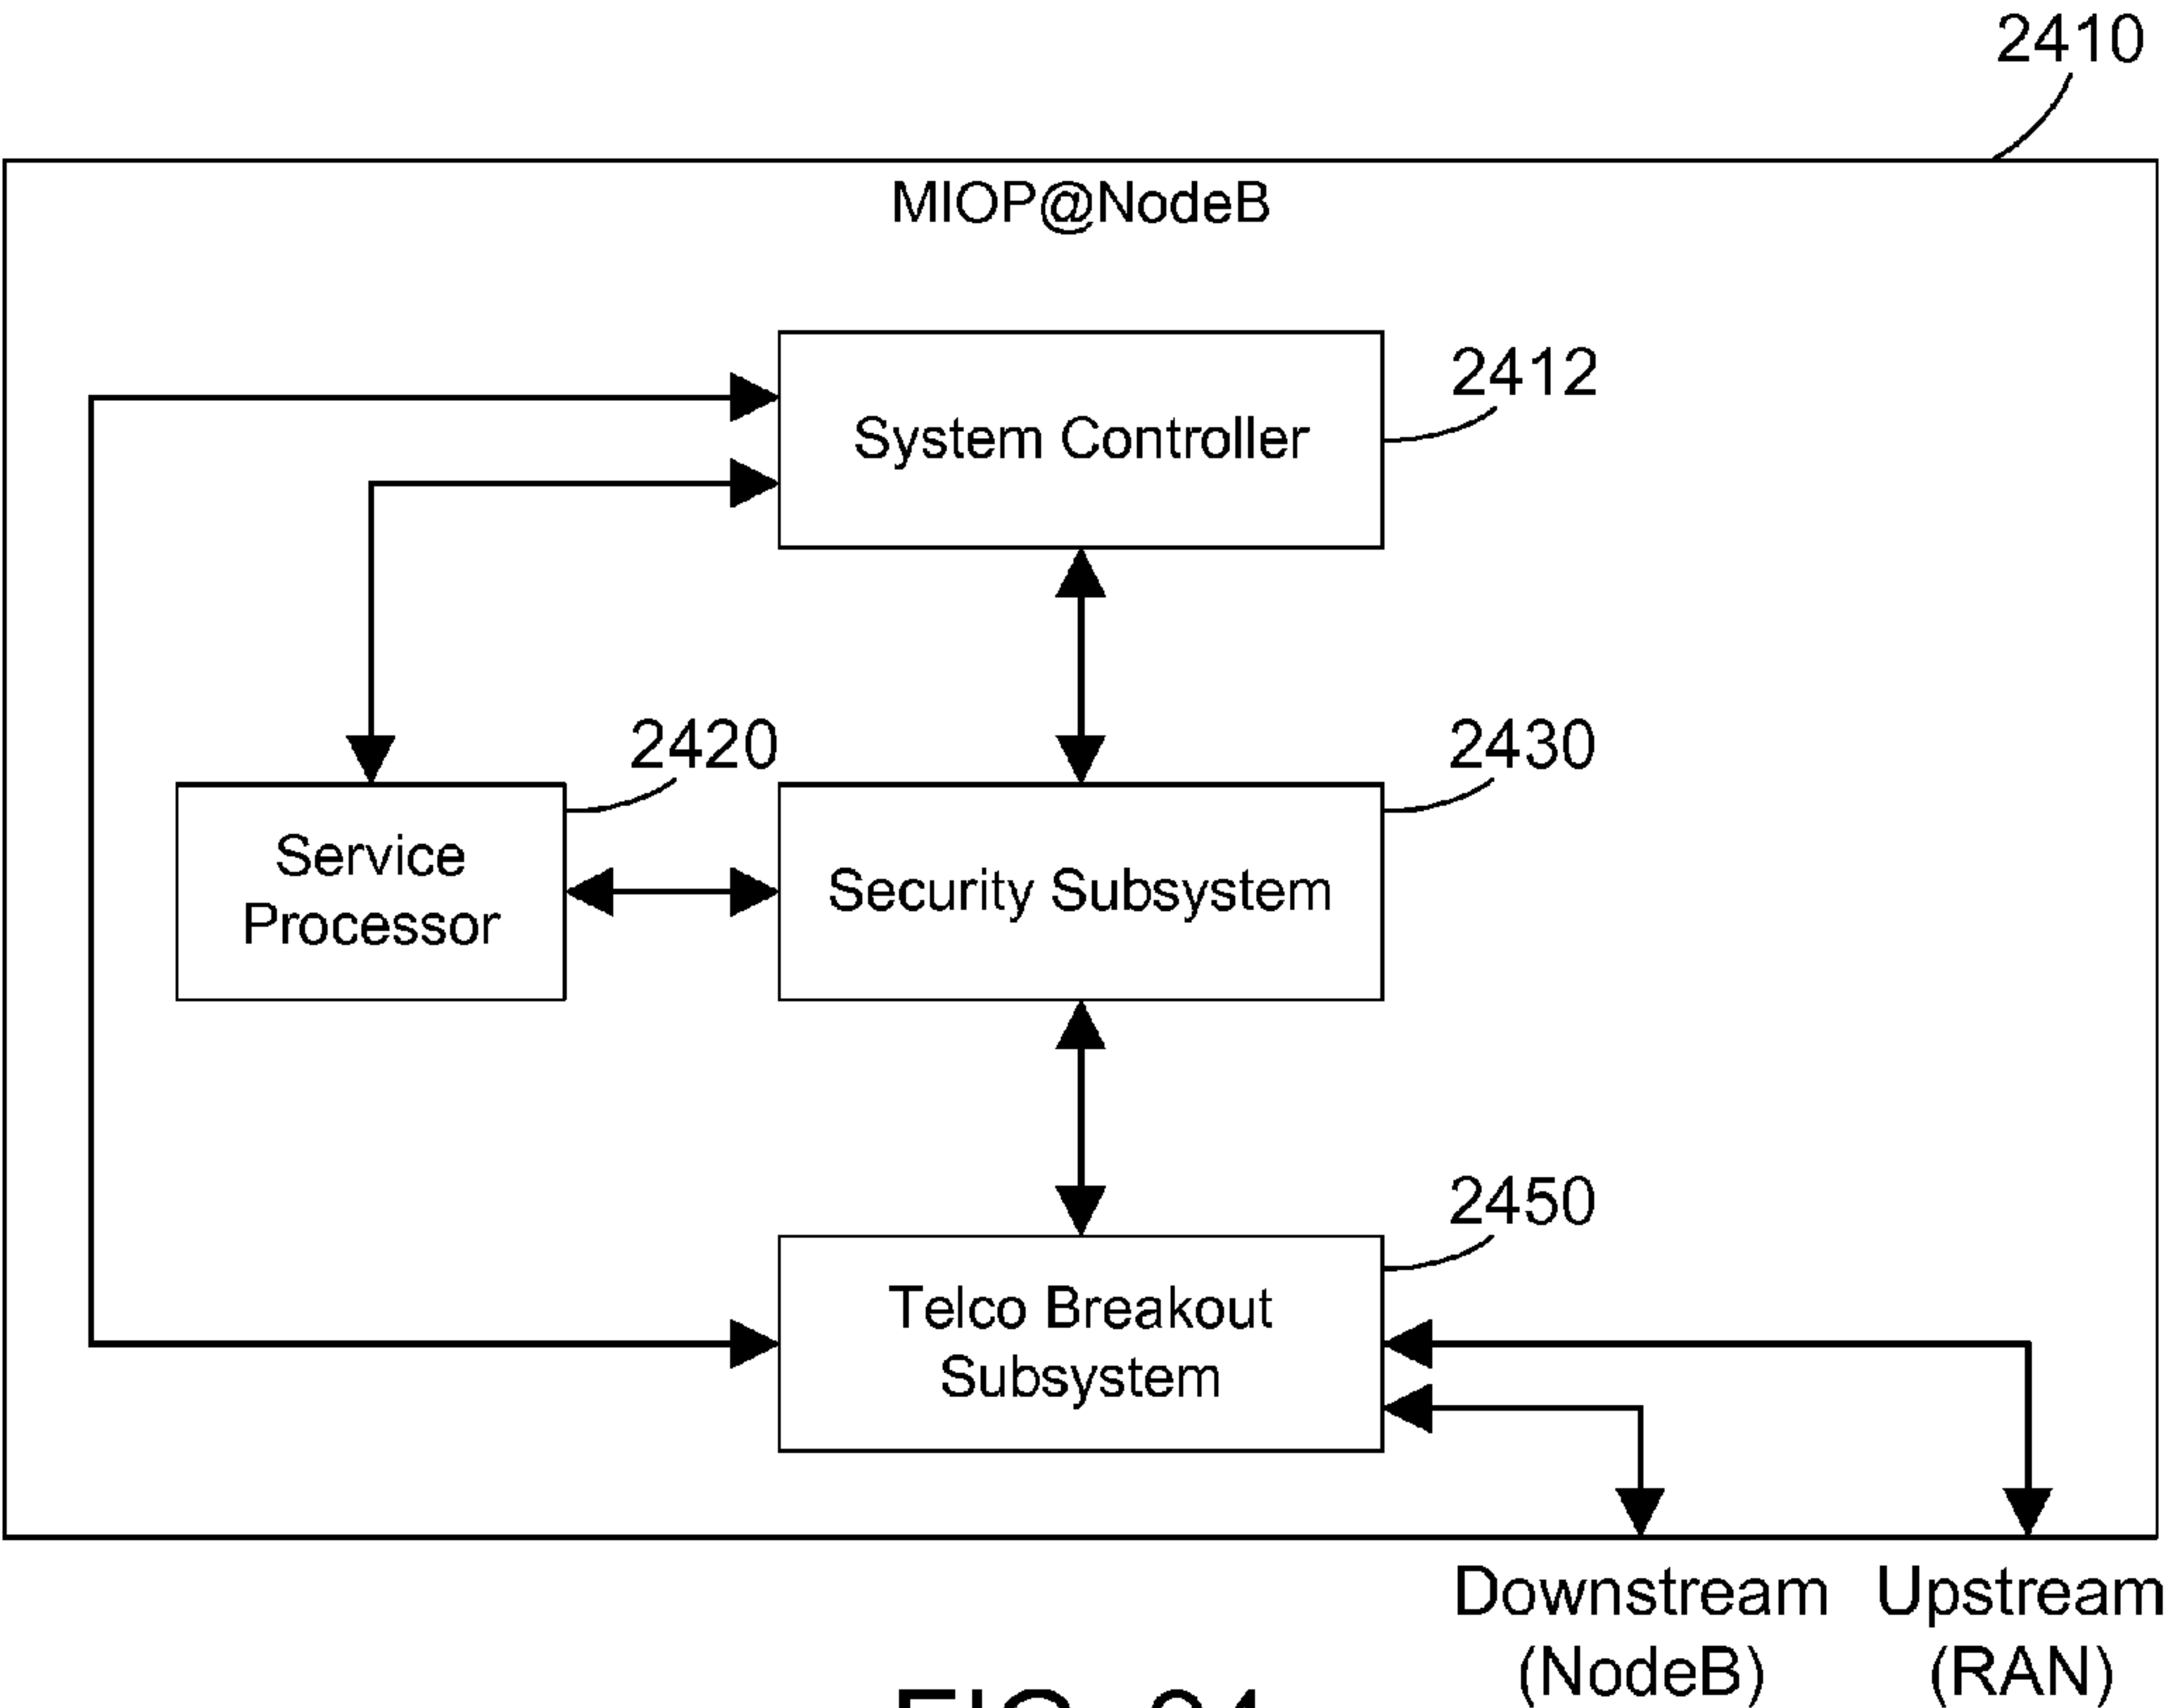 2410
MIOP@NodeB
2412
System Controller
2420
2430
Service
Processor
Security Subsystem
2450
Telco Breakout
Subsystem
Downstream
(NodeB)
Upstream
(RAN)